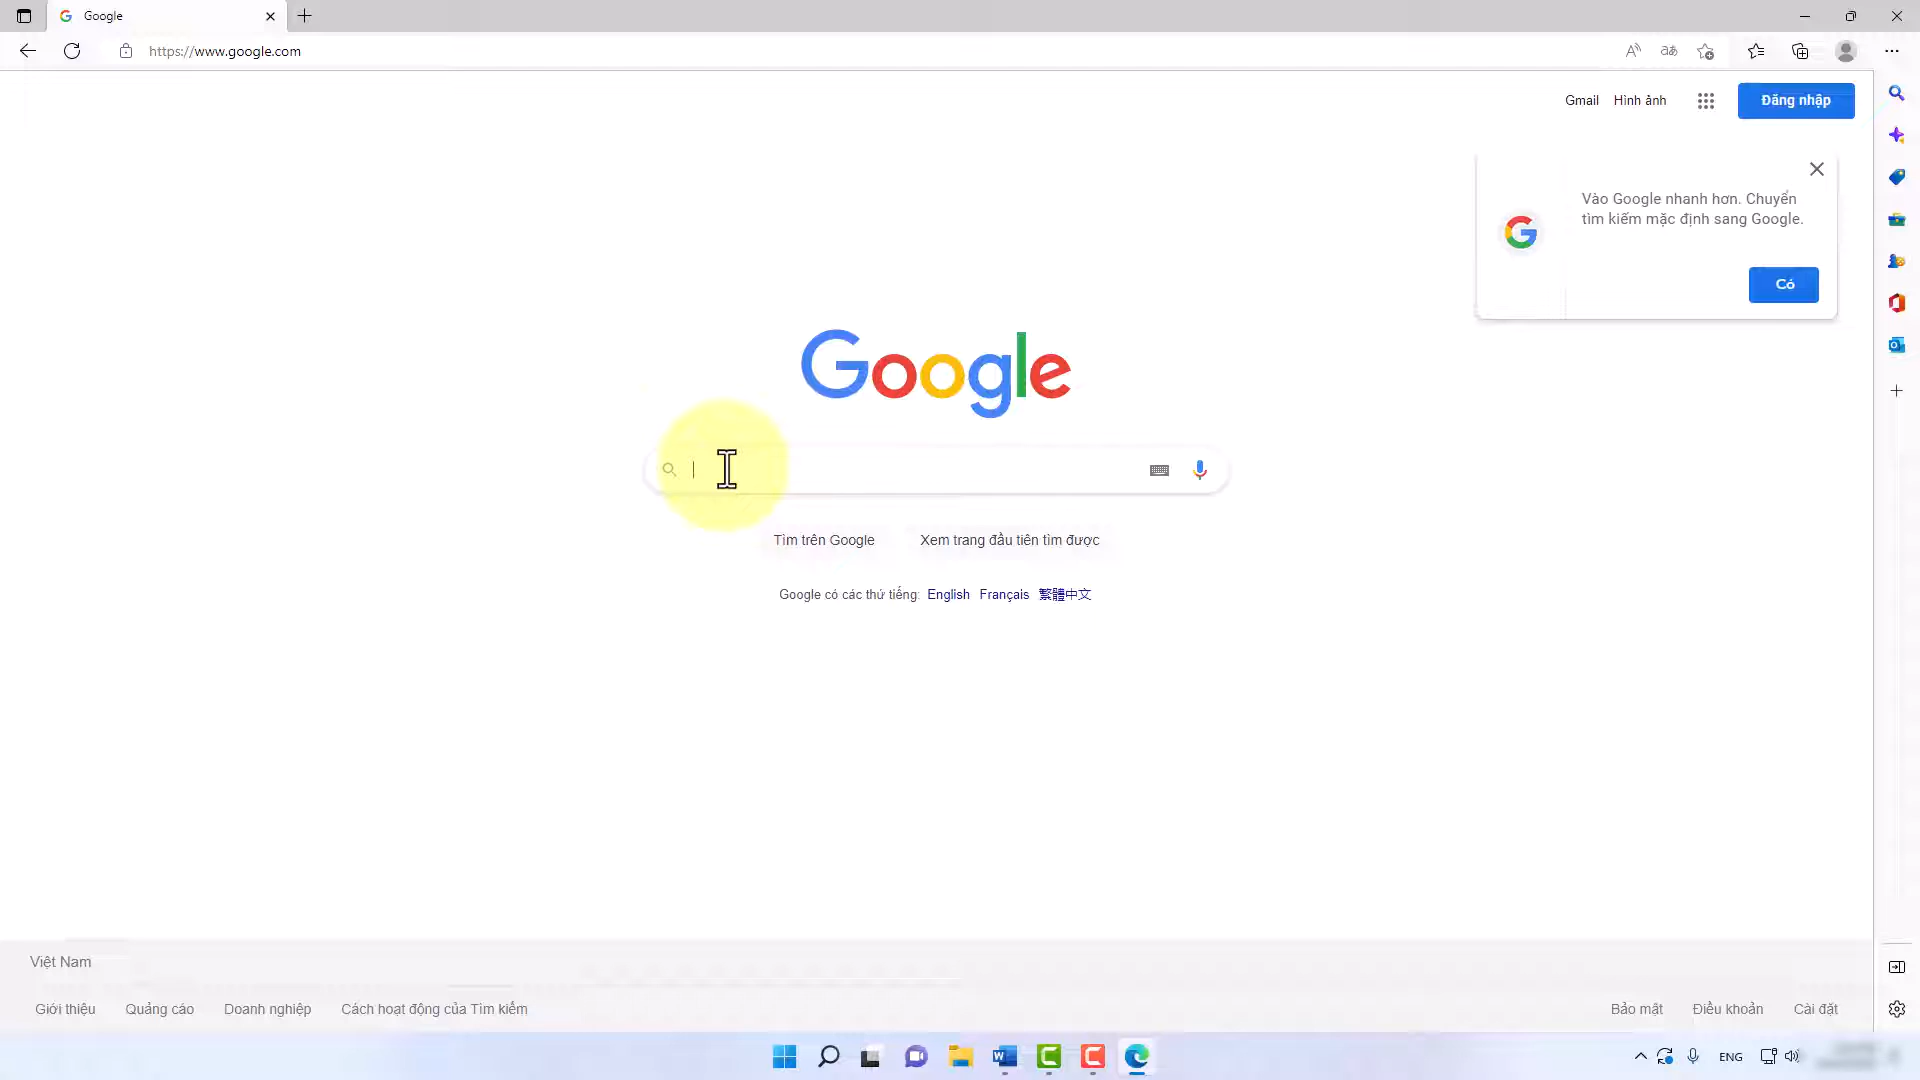 Google
https://www.google.com
Gmail Hình ảnh Đăng nhập
Vào Google nhanh hơn. Chuyển
tìm kiếm mặc định sang Google.
Có
Google
Tìm trên Google Xem trang đầu tiên tìm được
Google có các thứ tiếng: English Français 繁體中文
Việt Nam
Giới thiệu Quảng cáo Doanh nghiệp Cách hoạt động của Tìm kiếm Bảo mật Điều khoản Cài đặt
ENG